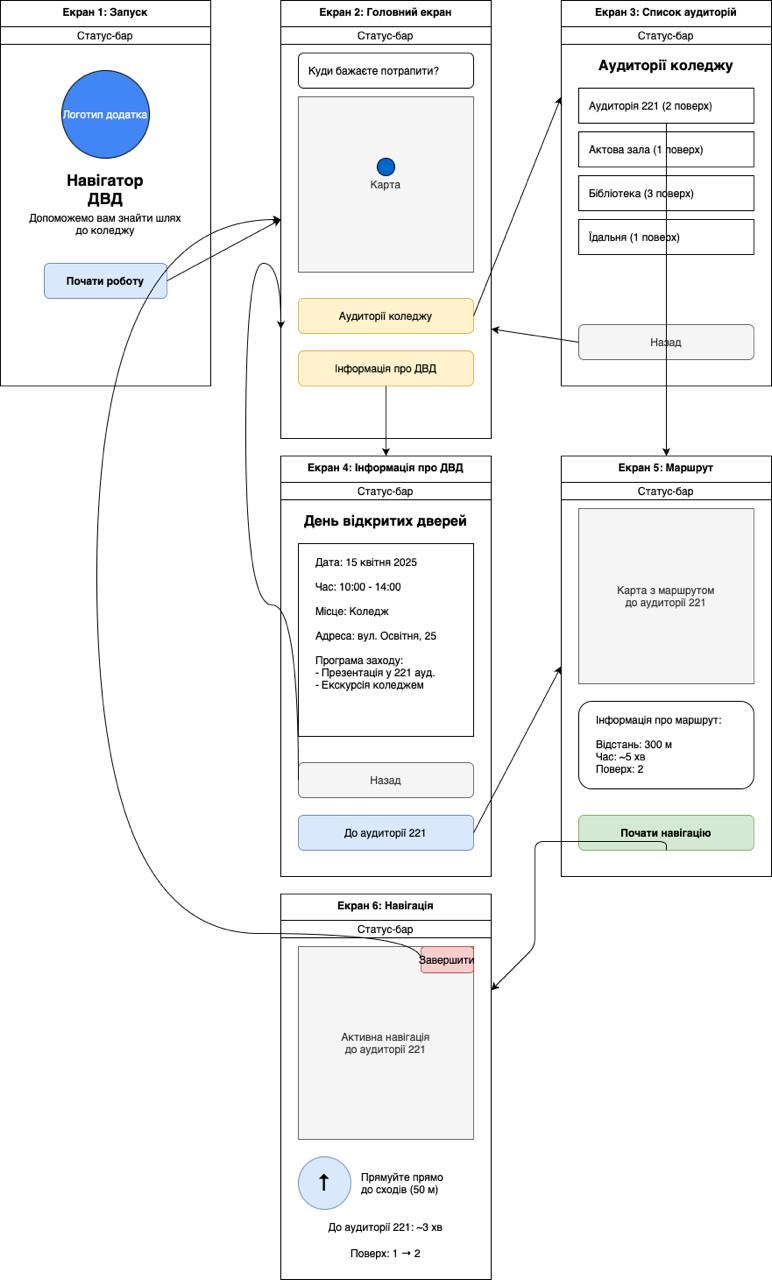 Екран 1: Запуск
Статус-бар
Логотип додатка
Навігатор
ДВД
Допоможемо вам знайти шлях
до коледжу
Почати роботу
Екран 2: Головний екран
Статус-бар
Куди бажаєте потрапити?
Карта
Аудиторії коледжу
Інформація про ДВД
Екран 3: Список аудиторій
Статус-бар
Аудиторії коледжу
Аудиторія 221 (2 поверх)
Актова зала (1 поверх)
Бібліотека (3 поверх)
Їдальня (1 поверх)
Назад
Екран 4: Інформація про ДВД
Статус-бар
День відкритих дверей
Дата: 15 квітня 2025
Час: 10:00 - 14:00
Місце: Коледж
Адреса: вул. Освітня, 25
Програма заходу:
- Презентація у 221 ауд.
- Екскурсія коледжем
Назад
До аудиторії 221
Екран 5: Маршрут
Статус-бар
Карта з маршрутом
до аудиторії 221
Інформація про маршрут:
Відстань: 300 м
Час: ~5 хв
Поверх: 2
Почати навігацію
Екран 6: Навігація
Статус-бар
Завершити
Активна навігація
до аудиторії 221
↑
Прямуйте прямо
до сходів (50 м)
До аудиторії 221: ~3 хв
Поверх: 1 → 2